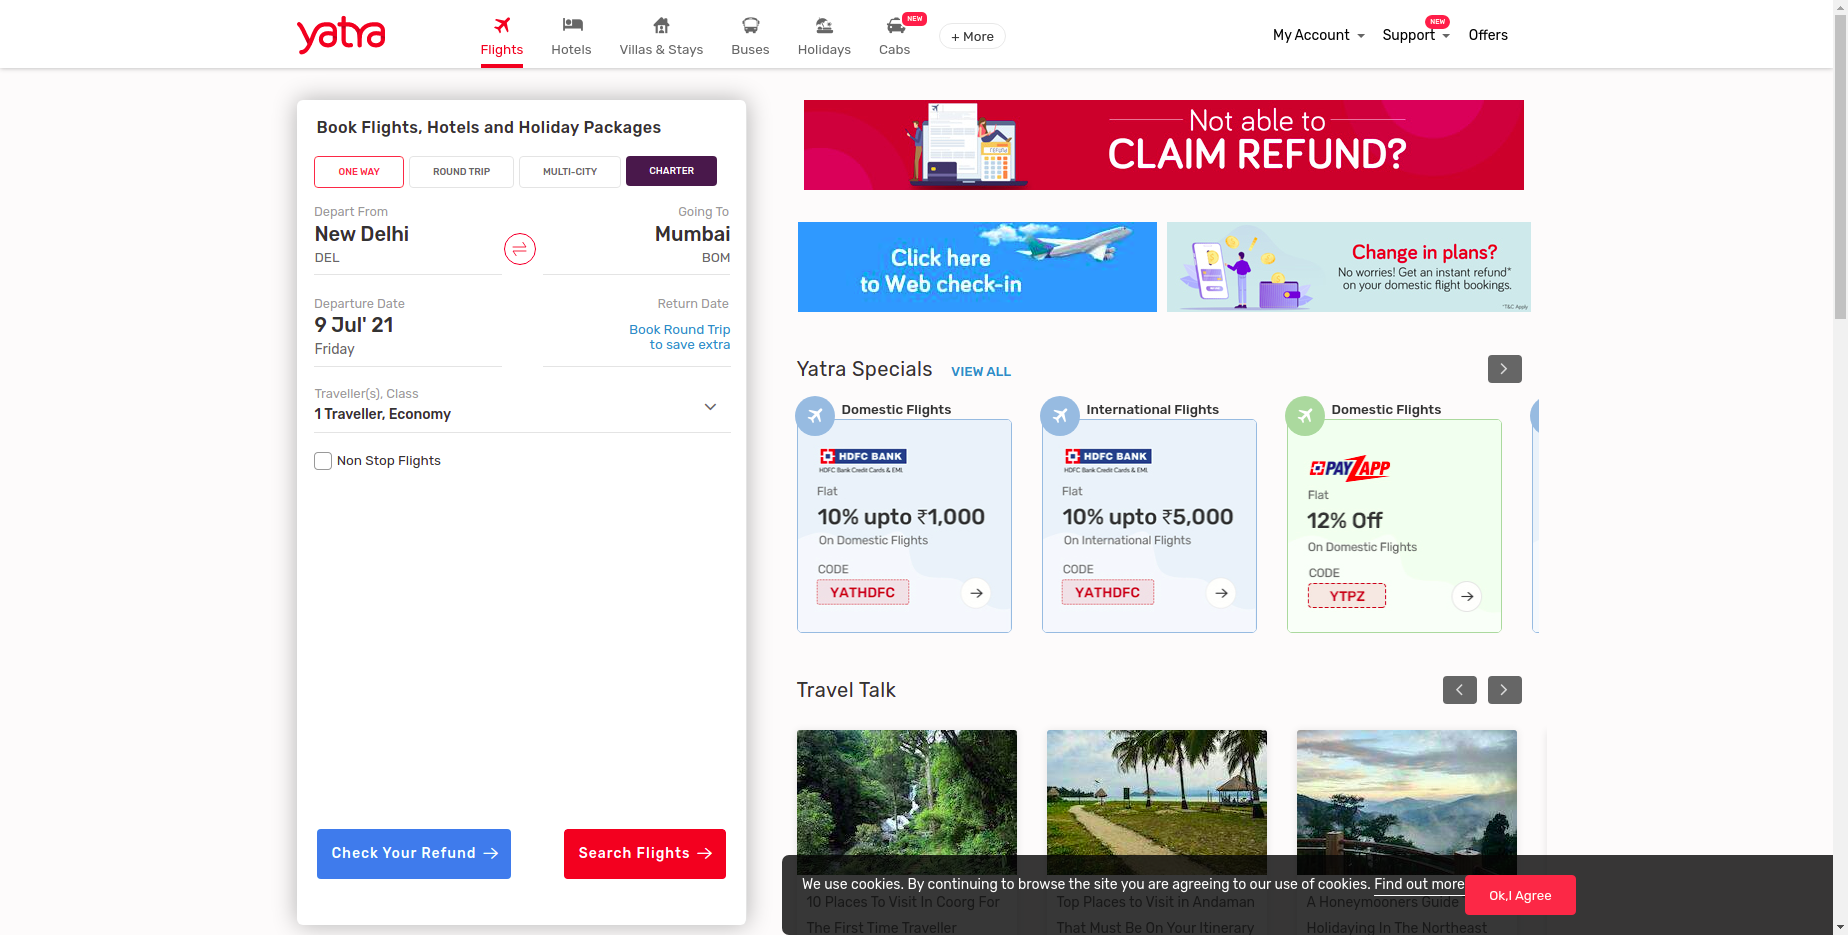 yatra
Flights
Hotels
Villas & Stays
Buses
Holidays
NEW
Cabs
+ More
My Account
NEW
Support
Offers
Book Flights, Hotels and Holiday Packages
ONE WAY
ROUND TRIP
MULTI-CITY
CHARTER
Depart From
New Delhi
DEL
Going To
Mumbai
BOM
Departure Date
9 Jul' 21
Friday
Return Date
Book Round Trip
to save extra
Traveller(s), Class
1 Traveller, Economy
Non Stop Flights
Check Your Refund
Search Flights
refund
Not able to
CLAIM REFUND?
Click here
to Web check-in
Change in plans?
No worries! Get an instant refund*
on your domestic flight bookings.
*T&C Apply
Yatra Specials
VIEW ALL
Domestic Flights
HDFC BANK
HDFC Bank Credit Cards & EMI.
Flat
10% upto ₹1,000
On Domestic Flights
CODE
YATHDFC
International Flights
HDFC BANK
HDFC Bank Credit Cards & EMI.
Flat
10% upto ₹5,000
On International Flights
CODE
YATHDFC
Domestic Flights
PAYZAPP
Flat
12% Off
On Domestic Flights
CODE
YTPZ
Travel Talk
We use cookies. By continuing to browse the site you are agreeing to our use of cookies. Find out more
Ok,I Agree
10 Places To Visit In Coorg For
The First Time Traveller
Top Places to Visit in Andaman
That Must Be On Your Itinerary
A Honeymooners Guide
Holidaying In The Northeast